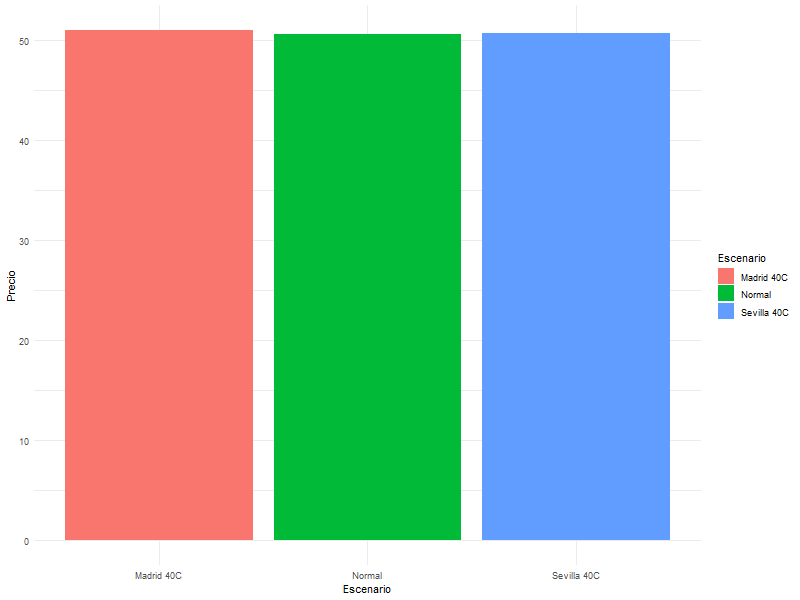 50
40
30
20
10
0
Precio
Madrid 40C
Normal
Sevilla 40C
Escenario
Escenario
Madrid 40C
Normal
Sevilla 40C